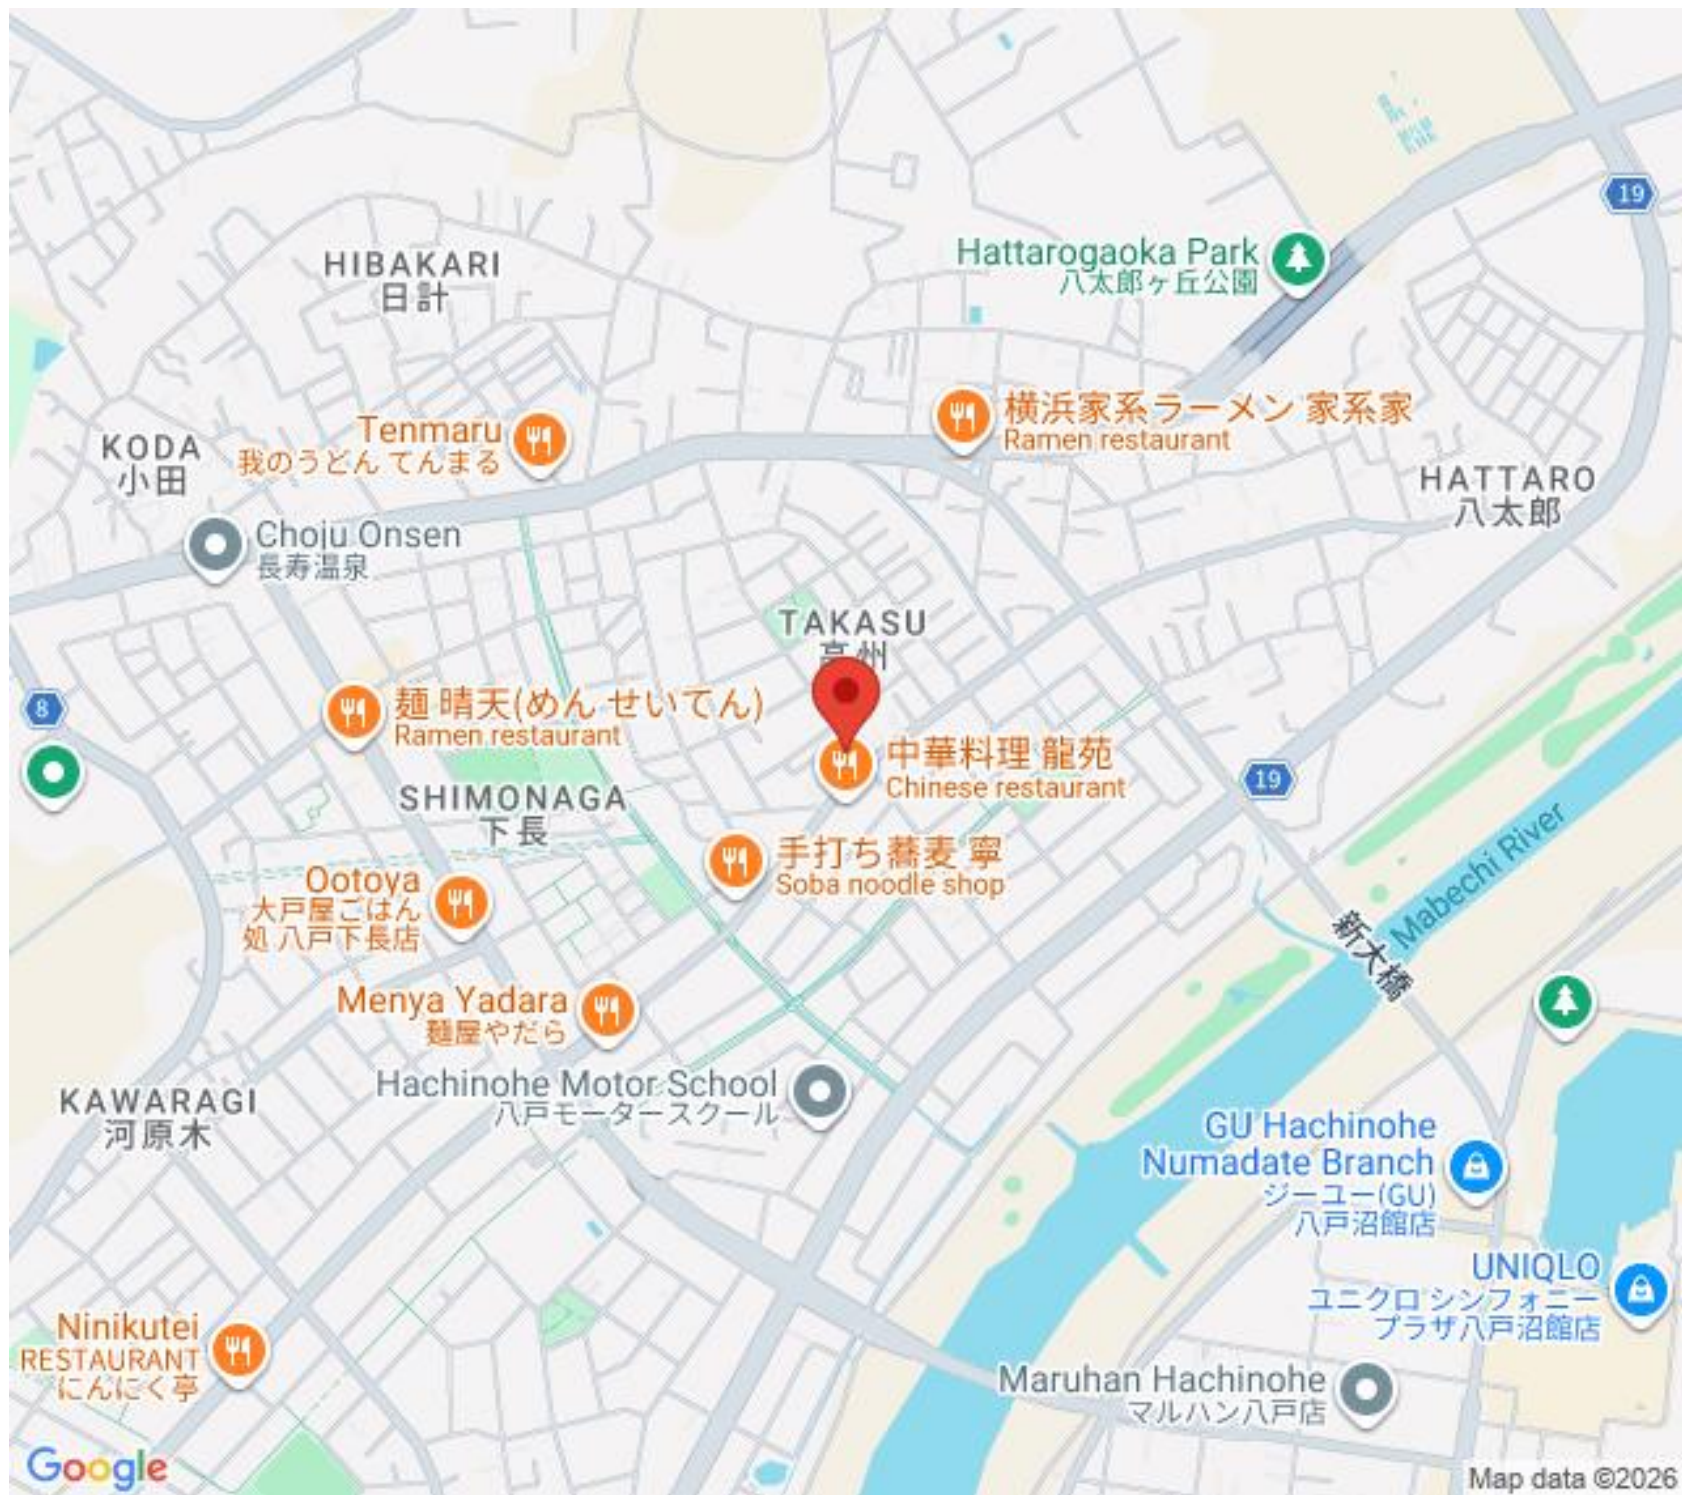 19
Hattarogaoka Park
八太郎ヶ丘公園
HIBAKARI
日計
横浜家系ラーメン 家系家
Ramen restaurant
Tenmaru
我のうどん てんまる
KODA
小田
HATTARO
八太郎
Choju Onsen
長寿温泉
TAKASU
高州
8
麺 晴天(めん せいてん)
Ramen restaurant
中華料理 龍苑
Chinese restaurant
19
SHIMONAGA
下長
手打ち蕎麦 寧
Soba noodle shop
Mabechi River
新大橋
Ootoya
大戸屋ごはん
処 八戸下長店
Menya Yadara
麺屋やだら
Hachinohe Motor School
八戸モータースクール
KAWARAGI
河原木
GU Hachinohe
Numadate Branch
ジーユー(GU)
八戸沼館店
UNIQLO
ユニクロ シンフォニー
プラザ八戸沼館店
Ninikutei
RESTAURANT
にんにく亭
Maruhan Hachinohe
マルハン八戸店
Google
Map data ©2026